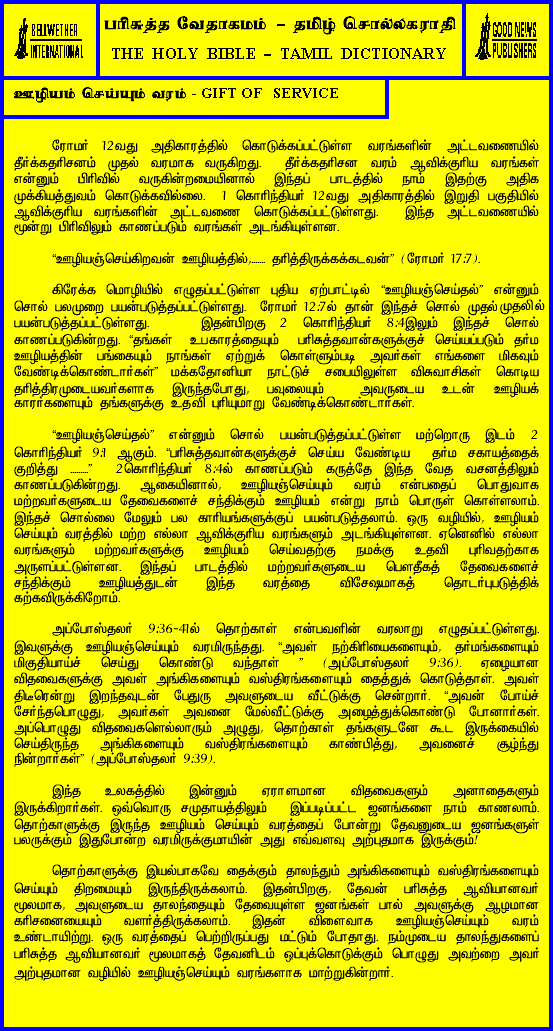 BELLWETHER
INTERNATIONAL
பரிசுத்த வேதாகமம் – தமிழ் சொல்லகராதி
THE HOLY BIBLE – TAMIL DICTIONARY
GOOD NEWS
PUBLISHERS
ஊழியம் செய்யும் வரம் - GIFT OF SERVICE
ரோமர் 12வது அதிகாரத்தில் கொடுக்கப்பட்டுள்ள வரங்களின் அட்டவணையில்
தீர்க்கதரிசனம் முதல் வரமாக வருகிறது. தீர்க்கதரிசன வரம் ஆவிக்குரிய வரங்கள்
என்னும் பிரிவில் வருகின்றமையினால் இந்தப் பாடத்தில் நாம் இதற்கு அதிக
முக்கியத்துவம் கொடுக்கவில்லை. 1 கொரிந்தியர் 12வது அதிகாரத்தில் இறுதி பகுதியில்
ஆவிக்குரிய வரங்களின் அட்டவணை கொடுக்கப்பட்டுள்ளது. இந்த அட்டவணையில்
மூன்று பிரிவிலும் காணப்படும் வரங்கள் அடங்கியுள்ளன.
“ஊழியஞ்செய்கிறவன் ஊழியத்தில்,...... தரித்திருக்கக்கடவன்” (ரோமர் 17:7).
கிரேக்க மொழியில் எழுதப்பட்டுள்ள புதிய ஏற்பாட்டில் “ஊழியஞ்செய்தல்” என்னும்
சொல் பலமுறை பயன்படுத்தப்பட்டுள்ளது. ரோமர் 12:7ல் தான் இந்தச் சொல் முதல் முதலில்
பயன்படுத்தப்பட்டுள்ளது. இதன்பிறகு 2 கொரிந்தியர் 8:4இலும் இந்தச் சொல்
காணப்படுகின்றது. “தங்கள் உபகாரத்தையும் பரிசுத்தவான்களுக்குச் செய்யப்படும் தர்ம
ஊழியத்தின் பங்கையும் நாங்கள் ஏற்றுக் கொள்ளும்படி அவர்கள் எங்களை மிகவும்
வேண்டிக்கொண்டார்கள்” மக்கதோனியா நாட்டுச் சபையிலுள்ள விசுவாசிகள் கொடிய
தரித்திரமுடையவர்களாக இருந்தபோது, பவுலையும் அவருடைய உடன் ஊழியக்
காரர்களையும் தங்களுக்கு உதவி புரியுமாறு வேண்டிக்கொண்டார்கள்.
“ஊழியஞ்செய்தல்” என்னும் சொல் பயன்படுத்தப்பட்டுள்ள மற்றொரு இடம் 2
கொரிந்தியர் 9:1 ஆகும். “பரிசுத்தவான்களுக்குச் செய்ய வேண்டிய தர்ம சகாயத்தைக்
குறித்து ........” 2கொரிந்தியர் 8:4ல் காணப்படும் கருத்தே இந்த வேத வசனத்திலும்
காணப்படுகின்றது. ஆகையினால், ஊழியஞ்செய்யும் வரம் என்பதைப் பொதுவாக
மற்றவர்களுடைய தேவைகளைச் சந்திக்கும் ஊழியம் என்று நாம் பொருள் கொள்ளலாம்.
இந்தச் சொல்லை மேலும் பல காரியங்களுக்குப் பயன்படுத்தலாம். ஒரு வழியில், ஊழியம்
செய்யும் வரத்தில் மற்ற எல்லா ஆவிக்குரிய வரங்களும் அடங்கியுள்ளன. ஏனெனில் எல்லா
வரங்களும் மற்றவர்களுக்கு ஊழியம் செய்வதற்கு நமக்கு உதவி புரிவதற்காக
அருளப்பட்டுள்ளன. இந்தப் பாடத்தில் மற்றவர்களுடைய பௌதீகத் தேவைகளைச்
சந்திக்கும் ஊழியத்துடன் இந்த வரத்தை விசேஷமாகத் தொடர்புபடுத்திக்
கற்கவிருக்கிறோம்.
அப்போஸ்தலர் 9:36-41ல் தொற்காள் என்பவளின் வரலாறு எழுதப்பட்டுள்ளது.
இவளுக்கு ஊழியஞ்செய்யும் வரமிருந்தது. “அவள் நற்கிரியைகளையும், தர்மங்களையும்
மிகுதியாய்ச் செய்து கொண்டு வந்தாள் ” (அப்போஸ்தலர் 9:36). ஏழையான
விதவைகளுக்கு அவள் அங்கிகளையும் வஸ்திரங்களையும் தைத்துக் கொடுத்தாள். அவள்
திடீரென்று இறந்தவுடன் பேதுரு அவளுடைய வீட்டுக்கு சென்றார். “அவன் போய்ச்
சேர்ந்தபொழுது, அவர்கள் அவனை மேல்வீட்டுக்கு அழைத்துக்கொண்டு போனார்கள்.
அப்பொழுது விதவைகளெல்லாரும் அழுது, தொற்காள் தங்களுடனே கூட இருக்கையில்
செய்திருந்த அங்கிகளையும் வஸ்திரங்களையும் காண்பித்து, அவனைச் சூழ்ந்து
நின்றார்கள்” (அப்போஸ்தலர் 9:39).
இந்த உலகத்தில் இன்னும் ஏராளமான விதவைகளும் அனாதைகளும்
இருக்கிறார்கள். ஒவ்வொரு சமுதாயத்திலும் இப்படிப்பட்ட ஜனங்களை நாம் காணலாம்.
தொற்காளுக்கு இருந்த ஊழியம் செய்யும் வரத்தைப் போன்று தேவனுடைய ஜனங்களுள்
பலருக்கும் இதுபோன்ற வரமிருக்குமாயின் அது எவ்வளவு அற்புதமாக இருக்கும்!
தொற்காளுக்கு இயல்பாகவே தைக்கும் தாலந்தும் அங்கிகளையும் வஸ்திரங்களையும்
செய்யும் திறமையும் இருந்திருக்கலாம். இதன்பிறகு, தேவன் பரிசுத்த ஆவியானவர்
மூலமாக, அவளுடைய தாலந்தையும் தேவையுள்ள ஜனங்கள் பால் அவளுக்கு ஆழமான
கரிசனையையும் வளர்த்திருக்கலாம். இதன் விளைவாக ஊழியஞ்செய்யும் வரம்
உண்டாயிற்று. ஒரு வரத்தைப் பெற்றிருப்பது மட்டும் போதாது. நம்முடைய தாலந்துகளைப்
பரிசுத்த ஆவியானவர் மூலமாகத் தேவனிடம் ஒப்புக்கொடுக்கும் பொழுது அவற்றை அவர்
அற்புதமான வழியில் ஊழியஞ்செய்யும் வரங்களாக மாற்றுகின்றார்.